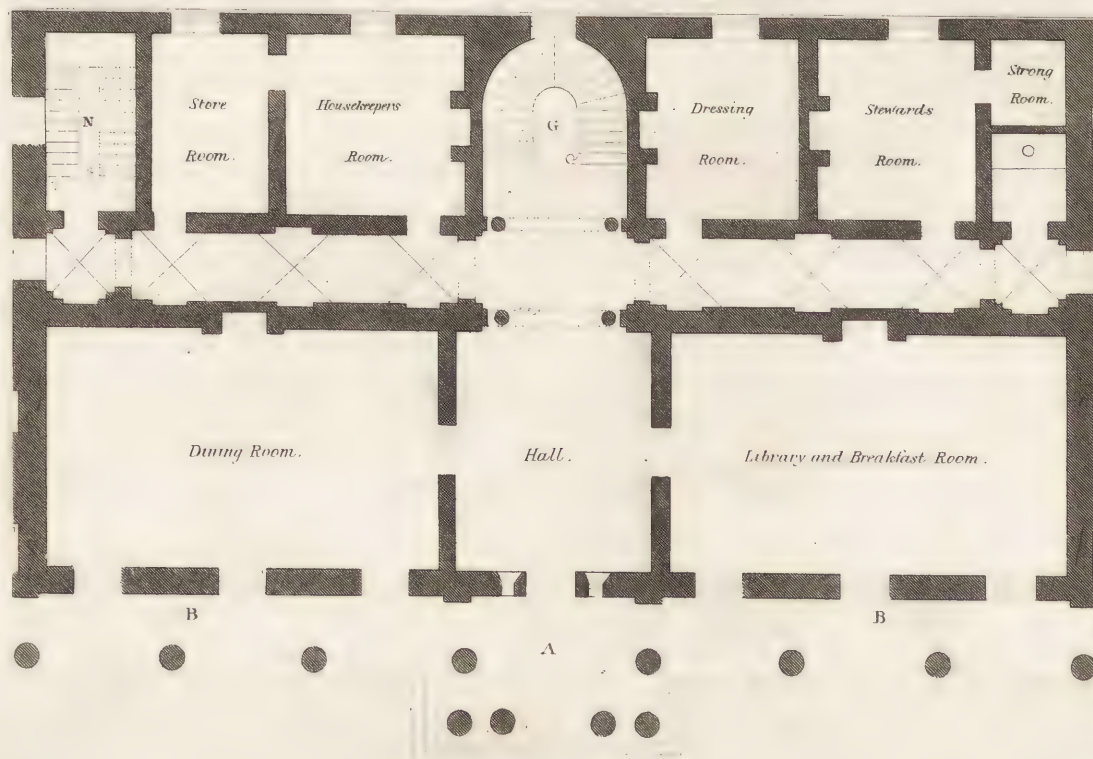 N
Store
Room.
Housekeepers
Room.
G
Dressing
Room.
Stewards
Room.
Strong
Room.
Dining Room.
Hall.
Library and Breakfast Room.
B
A
B